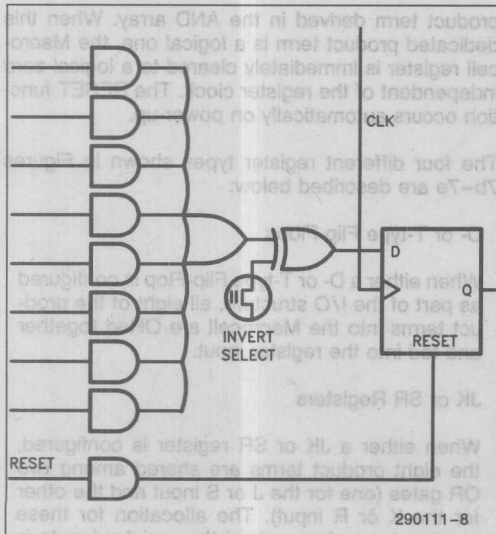 product term derived in the AND array. When this
dedicated product term is a logical one, the Macro-
cell register is immediately cleared to a logical zero
independent of the register clock. The RESET func-
tion occurs automatically on power up.
CLK
The four different register types shown in Figures
7b–7e are described below:
D- or T-type Flip-Flops
D
When either a D- or T-type Flip-Flop is configured
Q
as part of the I/O structure, all eight of the prod-
INVERT
SELECT
RESET
uct terms into the Macrocell are ORed together
and fed into the register input.
JK or SR Registers
When either a JK or SR register is configured,
RESET
the eight product terms are shared among two
OR gates (one for the J or S input and the other
for the K or R input). The allocation for these
290111–8